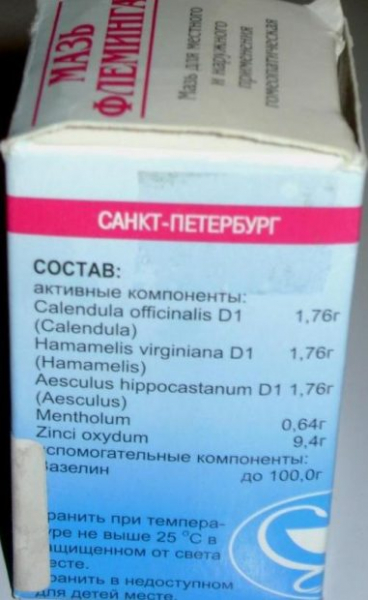 МАЗЬ
ФЛЕМИНГА
Мазь для местного
и наружного
применения
гомеопатическая
САНКТ-ПЕТЕРБУРГ
СОСТАВ:
активные компоненты:
Calendula officinalis D1 1,76г
(Calendula)
Hamamelis virginiana D1 1,76г
(Hamamelis)
Aesculus hippocastanum D1 1,76г
(Aesculus)
Mentholum 0,64г
Zinci oxydum 9,4г
вспомогательные компоненты:
Вазелин до 100,0г
хранить при темпера-
туре не выше 25 °С в
защищенном от света
месте.
Хранить в недоступном
для детей месте.